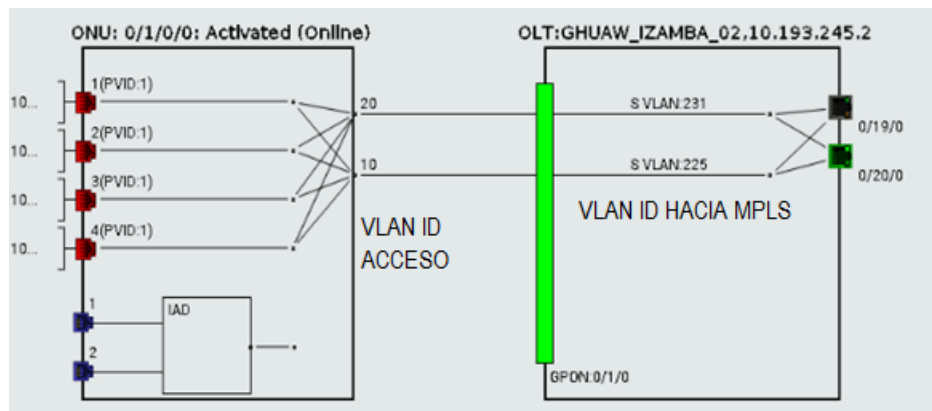 ONU: 0/1/0/0: Activated (Online)
OLT:GHUAW_IZAMBA_02,10.193.245.2
1(PVID:1)
10...
2(PVID:1)
10...
3(PVID:1)
10...
4(PVID:1)
10...
20
10
S VLAN:231
S VLAN:225
0/19/0
0/20/0
VLAN ID
ACCESO
VLAN ID HACIA MPLS
1
IAD
2
GPON:0/1/0